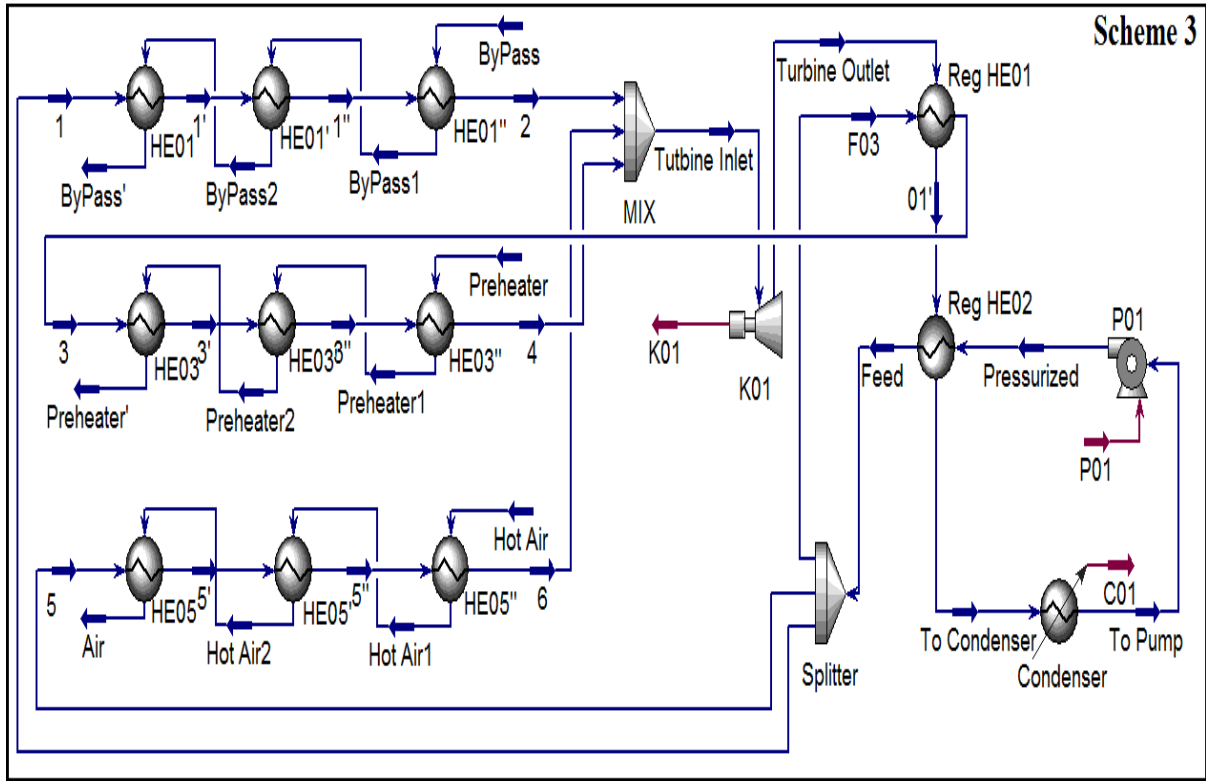 Scheme 3
ByPass
Turbine Outlet
Reg HE01
1
HE01
1'
HE01'
1"
HE01"
2
F03
ByPass'
ByPass2
ByPass1
MIX
Tutbine Inlet
01'
Preheater
Reg HE02
P01
3
HE03
3'
HE03'
3"
HE03"
4
K01
K01
Feed
Pressurized
Preheater'
Preheater2
Preheater1
P01
Hot Air
5
HE05
5'
HE05'
5"
HE05"
6
C01
Air
Hot Air2
Hot Air1
Splitter
To Condenser
Condenser
To Pump